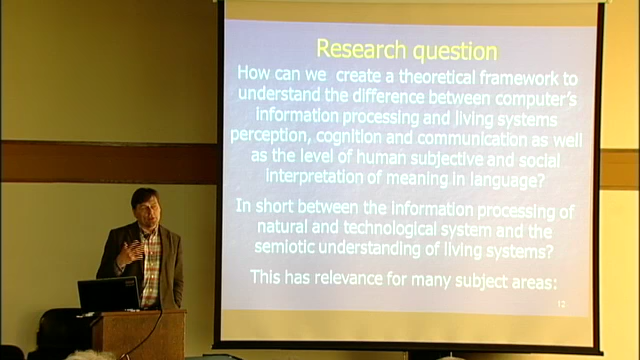 Research question
How can we create a theoretical framework to
understand the difference between computer's
information processing and living systems
perception, cognition and communication as well
as the level of human subjective and social
interpretation of meaning in language?
In short between the information processing of
natural and technological system and the
semiotic understanding of living systems?
This has relevance for many subject areas:
12